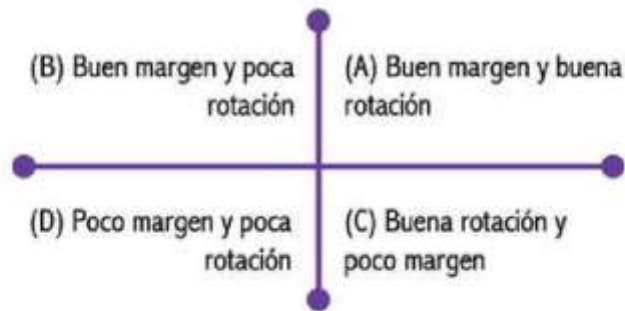 (B) Buen margen y poca
rotación
(A) Buen margen y buena
rotación
(D) Poco margen y poca
rotación
(C) Buena rotación y
poco margen